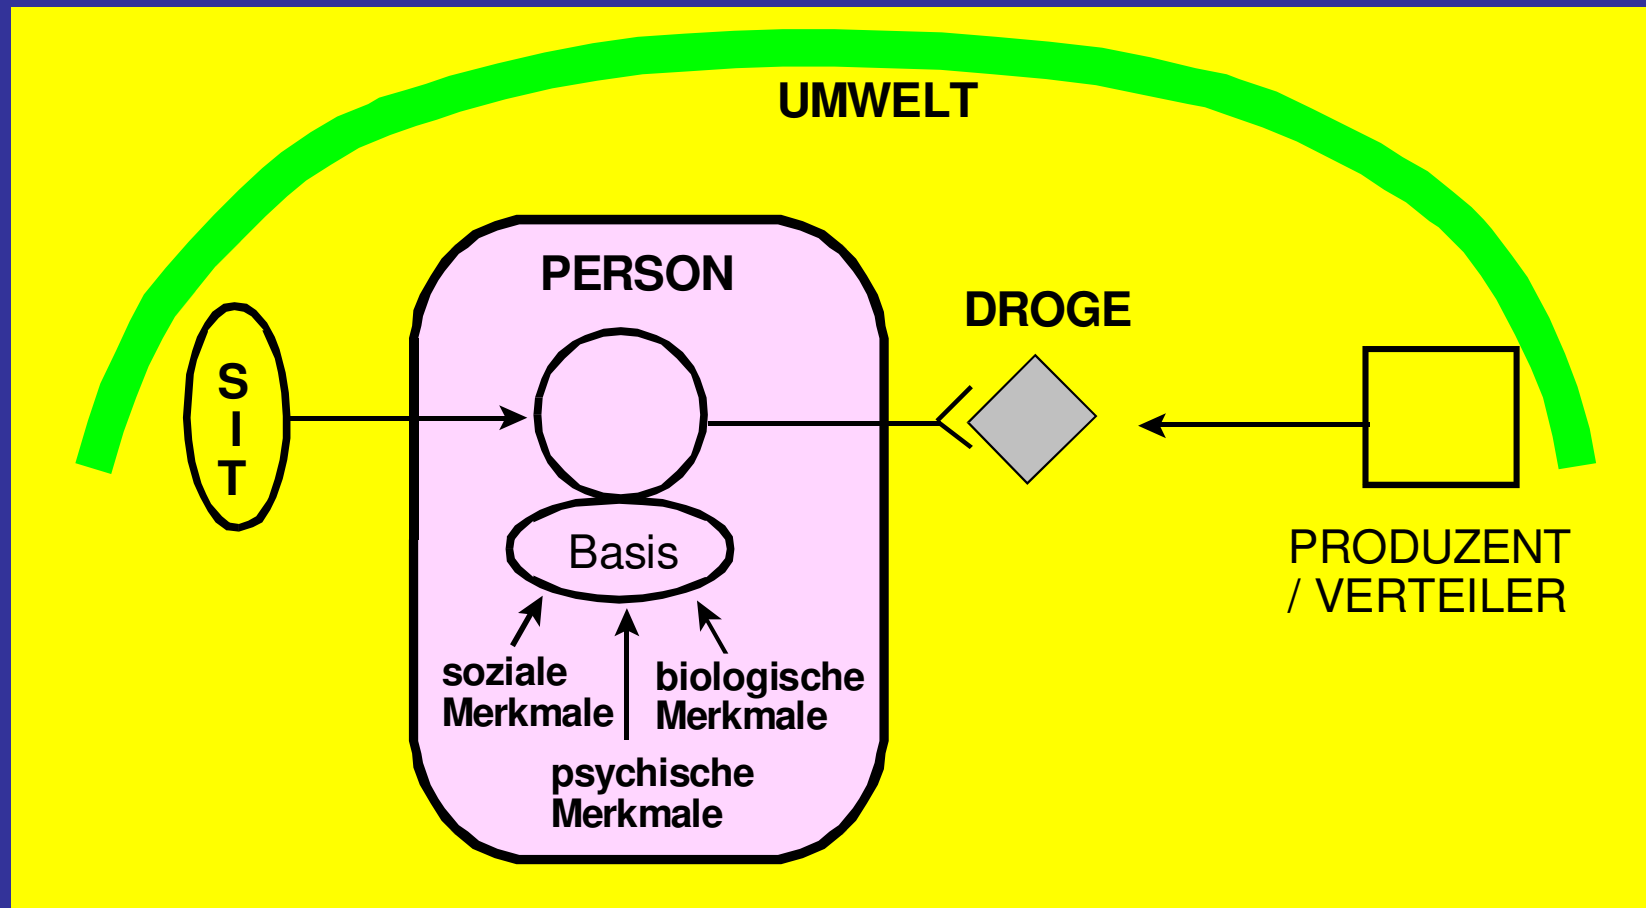 UMWELT
PERSON
DROGE
S
I
T
Basis
PRODUZENT
/ VERTEILER
soziale
Merkmale
biologische
Merkmale
psychische
Merkmale